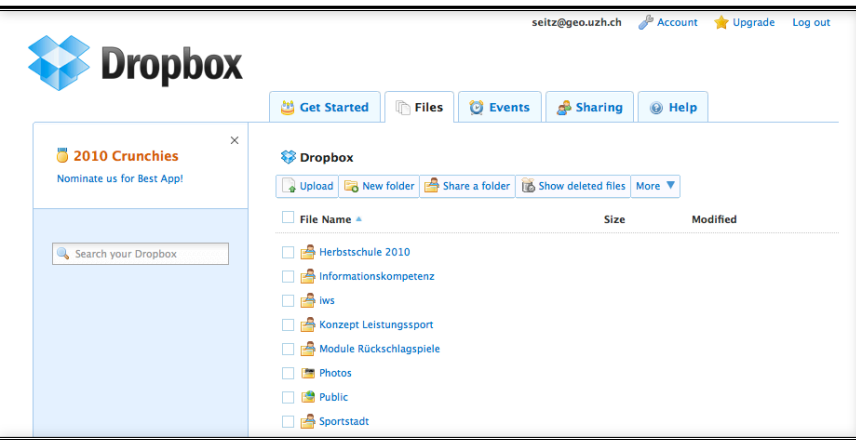 seitz@geo.uzh.ch Account Upgrade Log out
Dropbox
Get Started Files Events Sharing Help
2010 Crunchies
Nominate us for Best App!
Search your Dropbox
Dropbox
Upload New folder Share a folder Show deleted files More
File Name Size Modified
Herbstschule 2010
Informationskompetenz
iws
Konzept Leistungssport
Module Rückschlagspiele
Photos
Public
Sportstadt